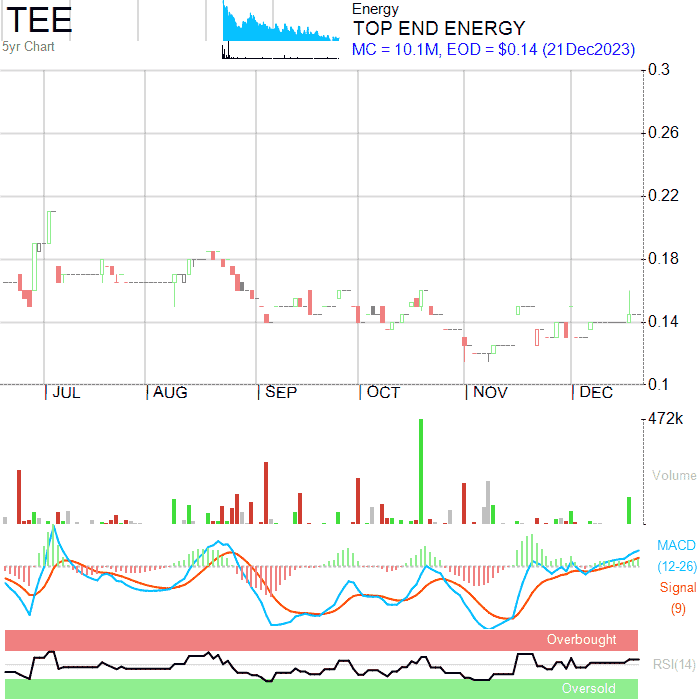 TEE
5yr Chart
Energy
TOP END ENERGY
MC = 10.1M, EOD = $0.14 (21Dec2023)
0.3
0.26
0.22
0.18
0.14
0.1
JUL AUG SEP OCT NOV DEC
472k
Volume
MACD
(12-26)
Signal
(9)
Overbought
RSI(14)
Oversold